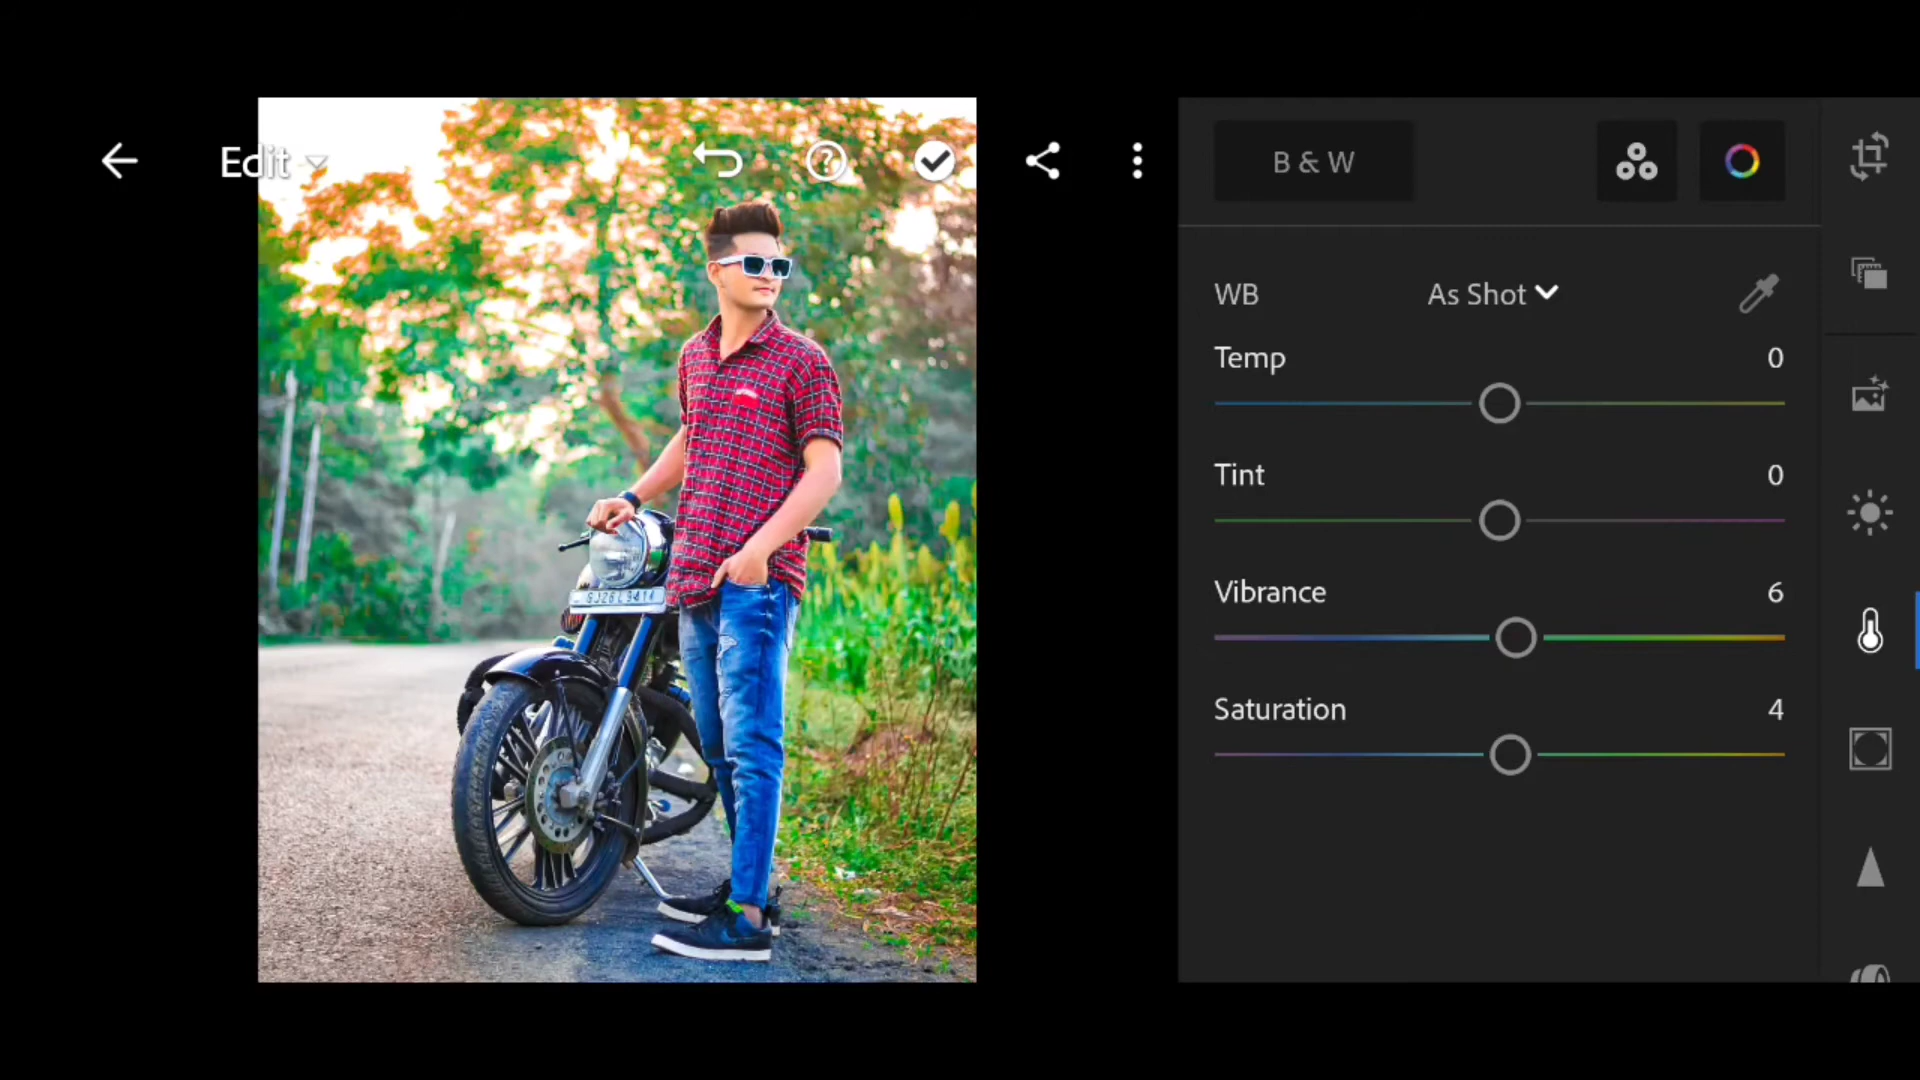 Edit
B & W
WB As Shot
Temp 0
Tint 0
Vibrance 6
Saturation 4
GJ26L9414